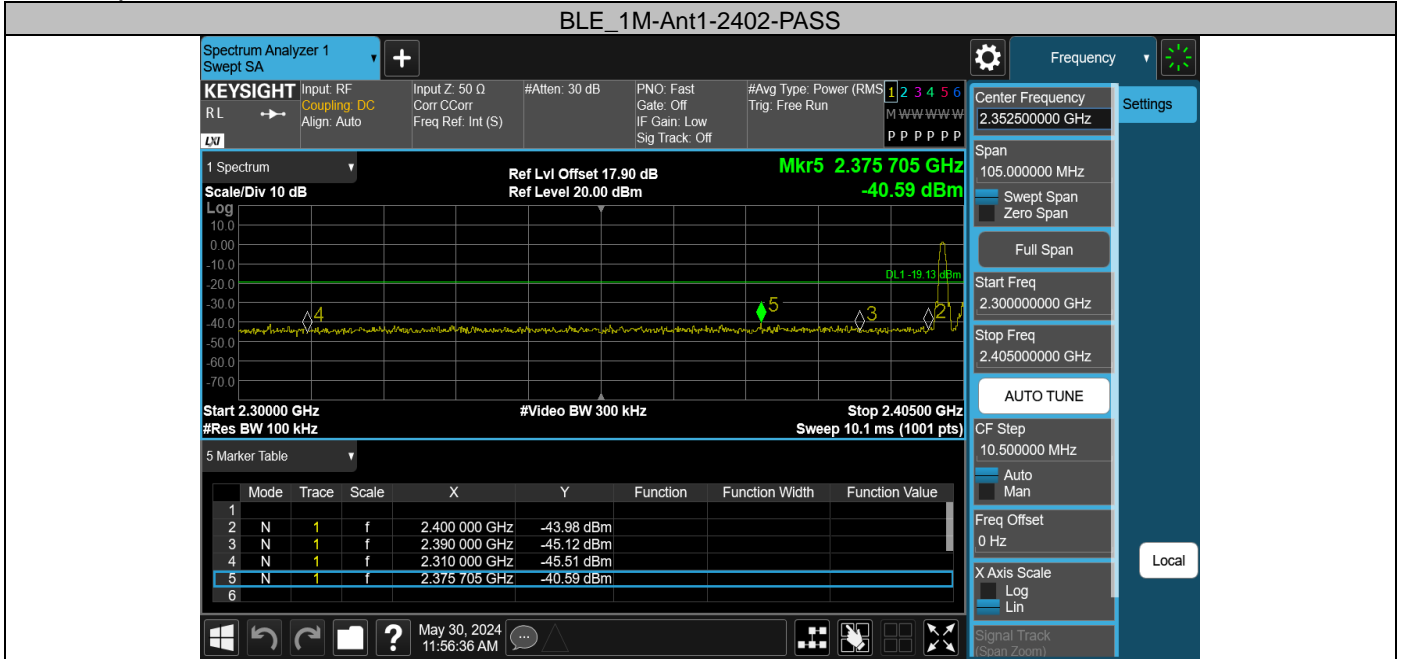 BLE_1M-Ant1-2402-PASS
Spectrum Analyzer 1
Swept SA
+
Frequency
KEYSIGHT
RL
LXI
Input: RF
Coupling: DC
Align: Auto
Input Z: 50 Ω
Corr CCorr
Freq Ref: Int (S)
#Atten: 30 dB
PNO: Fast
Gate: Off
IF Gain: Low
Sig Track: Off
#Avg Type: Power (RMS
Trig: Free Run
1 2 3 4 5 6
M W W W W W
P P P P P P
1 Spectrum
Scale/Div 10 dB
Ref Lvl Offset 17.90 dB
Ref Level 20.00 dBm
Mkr5 2.375 705 GHz
-40.59 dBm
Log
10.0
0.00
-10.0
-20.0
-30.0
-40.0
-50.0
-60.0
-70.0
DL1 -19.13 dBm
4
5
3
2
Start 2.30000 GHz
#Res BW 100 kHz
#Video BW 300 kHz
Stop 2.40500 GHz
Sweep 10.1 ms (1001 pts)
5 Marker Table
Mode Trace Scale X Y Function Function Width Function Value
1
2 N 1 f 2.400 000 GHz -43.98 dBm
3 N 1 f 2.390 000 GHz -45.12 dBm
4 N 1 f 2.310 000 GHz -45.51 dBm
5 N 1 f 2.375 705 GHz -40.59 dBm
6
?
May 30, 2024
11:56:36 AM
Center Frequency
2.352500000 GHz
Span
105.000000 MHz
Swept Span
Zero Span
Full Span
Start Freq
2.300000000 GHz
Stop Freq
2.405000000 GHz
AUTO TUNE
CF Step
10.500000 MHz
Auto
Man
Freq Offset
0 Hz
X Axis Scale
Log
Lin
Signal Track
(Span Zoom)
Settings
Local